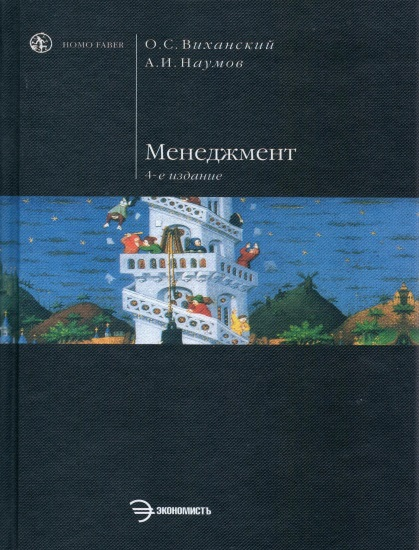 HOMO FABER
О.С. Виханский
А.И. Наумов
Менеджмент
4-е издание
ЭКОНОМИСТЪ